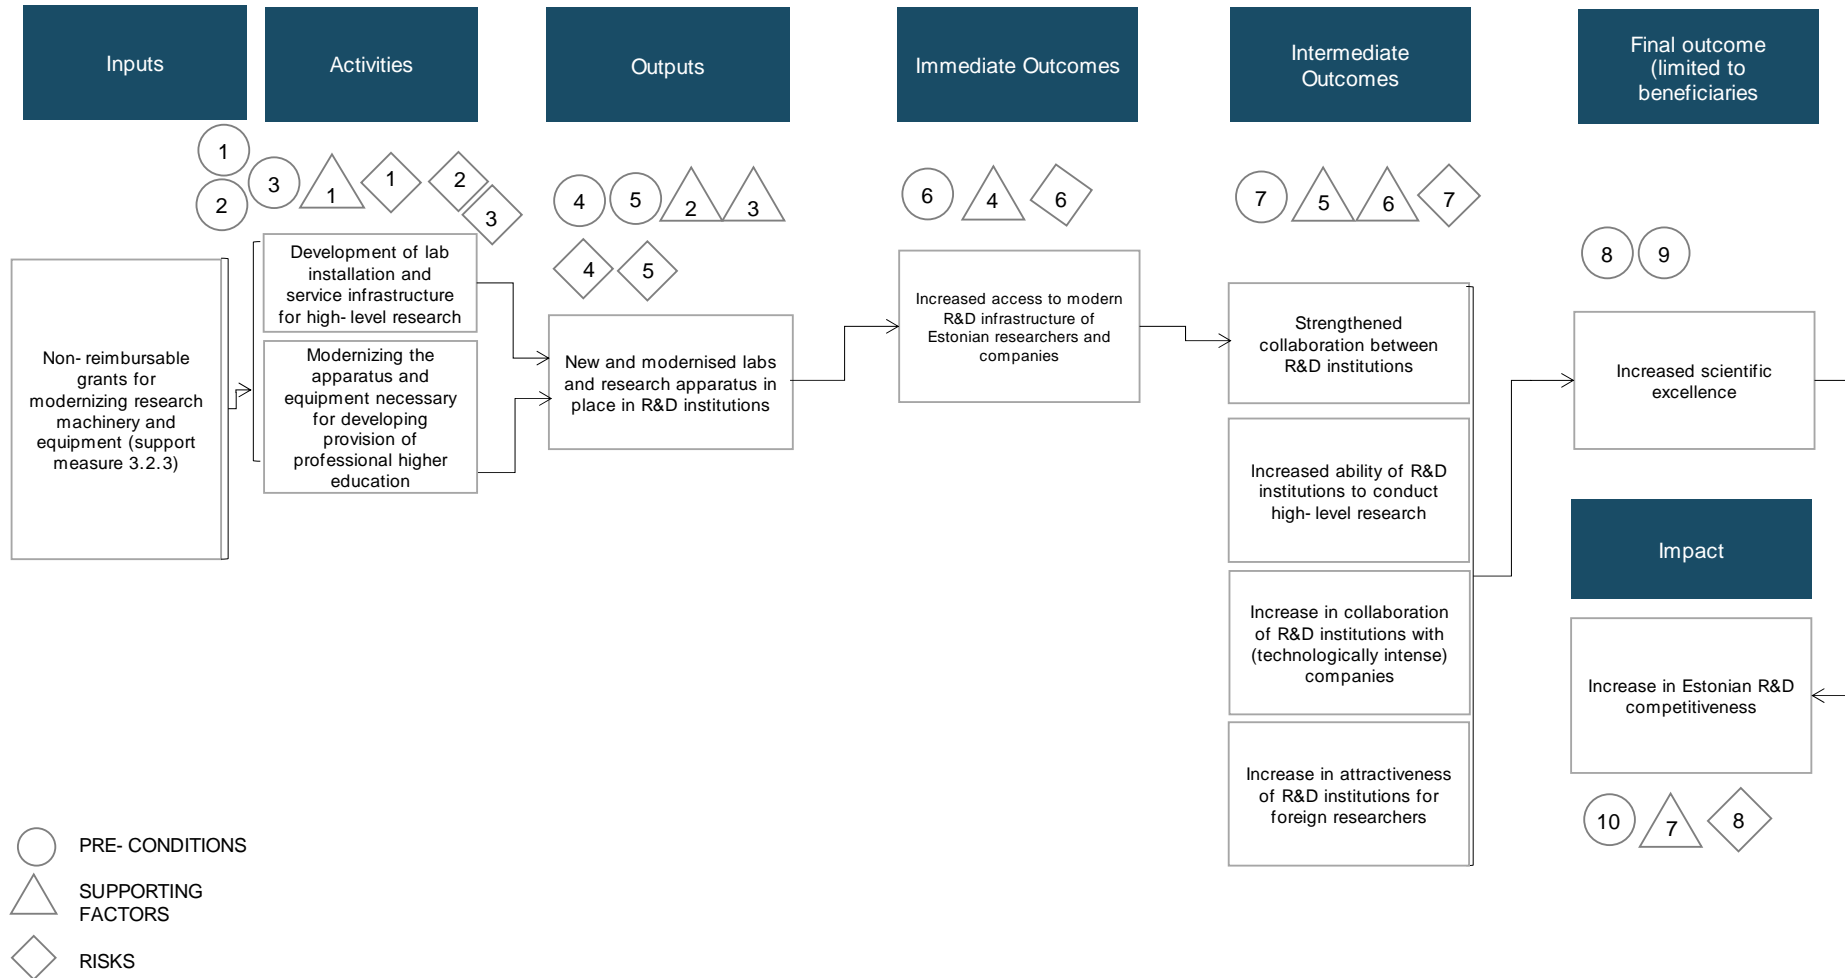 Inputs
Activities
Outputs
Immediate Outcomes
Intermediate
Outcomes
Final outcome
(limited to
beneficiaries
1
2
3
1
1
2
3
4
5
2
3
4
5
6
4
6
7
5
6
7
8
9
Non- reimbursable
grants for
modernizing research
machinery and
equipment (support
measure 3.2.3)
Development of lab
installation and
service infrastructure
for high- level research
Modernizing the
apparatus and
equipment necessary
for developing
provision of
professional higher
education
New and modernised labs
and research apparatus in
place in R&D institutions
Increased access to modern
R&D infrastructure of
Estonian researchers and
companies
Strengthened
collaboration between
R&D institutions
Increased ability of R&D
institutions to conduct
high- level research
Increase in collaboration
of R&D institutions with
(technologically intense)
companies
Increase in attractiveness
of R&D institutions for
foreign researchers
Increased scientific
excellence
Impact
Increase in Estonian R&D
competitiveness
10
7
8
PRE- CONDITIONS
SUPPORTING
FACTORS
RISKS